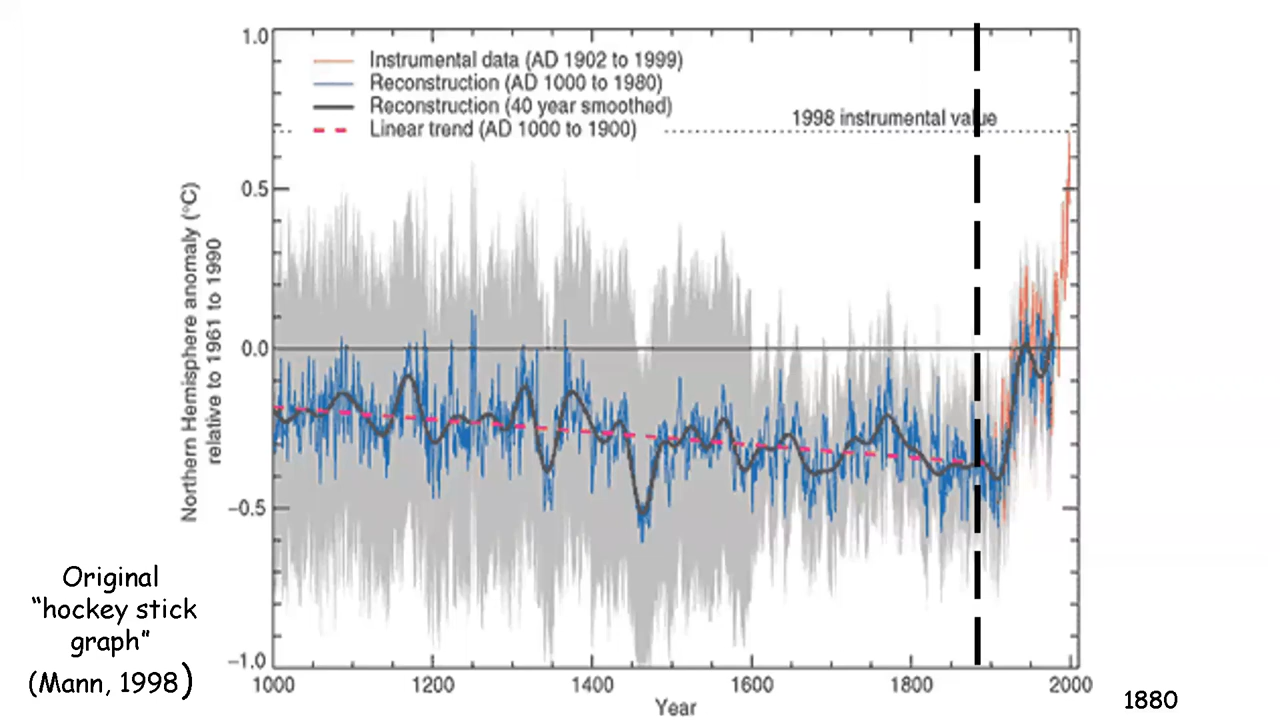 1.0
Instrumental data (AD 1902 to 1999)
Reconstruction (AD 1000 to 1980)
Reconstruction (40 year smoothed)
Linear trend (AD 1000 to 1900)
1998 instrumental value
0.5
0.0
−0.5
−1.0
Northern Hemisphere anomaly (°C)
relative to 1961 to 1990
1000 1200 1400 1600 1800 2000
Year
Original
“hockey stick
graph”
(Mann, 1998)
1880